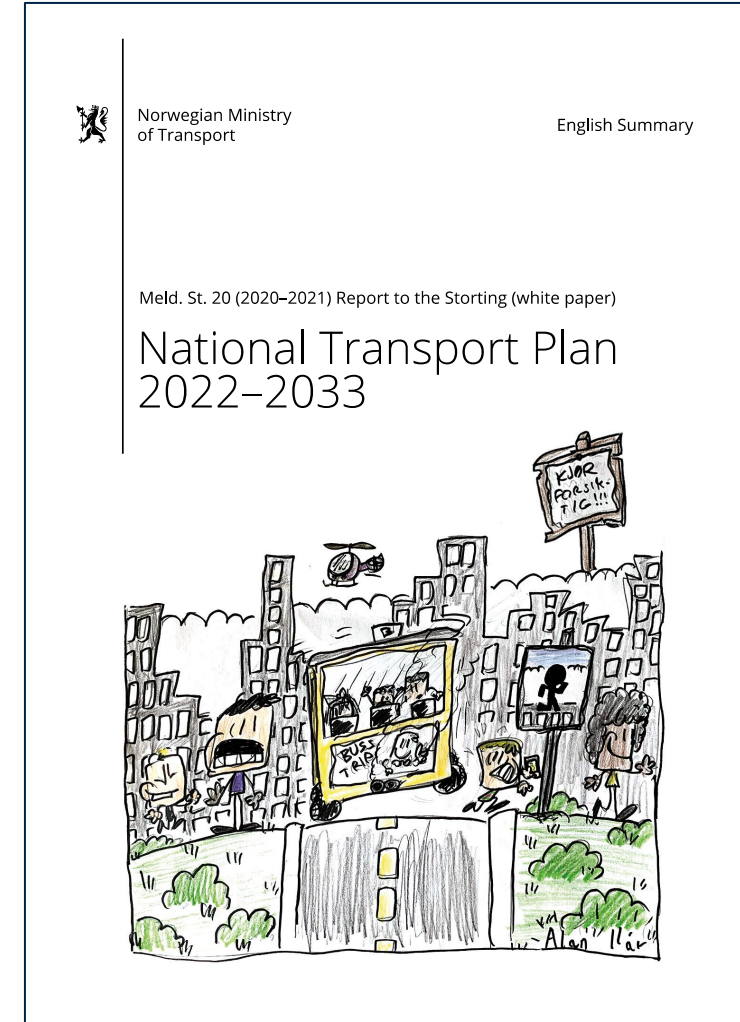 Norwegian Ministry
of Transport
English Summary
Meld. St. 20 (2020–2021) Report to the Storting (white paper)
National Transport Plan
2022–2033
KJØR
FORSIK-
TIG!!!
BUSS
TRIP